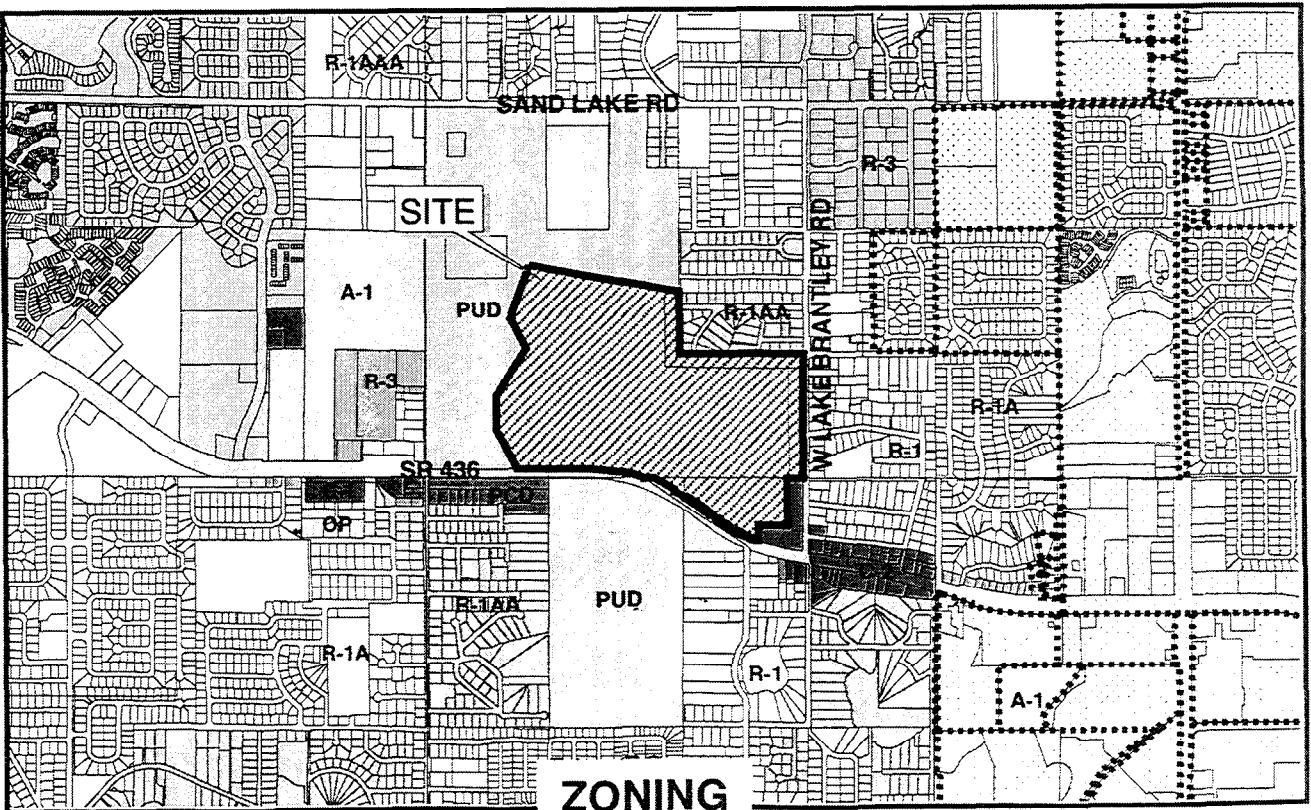 R-1AAA
SAND LAKE RD
R-3
SITE
W LAKE BRANTLEY RD
A-1
PUD
R-1AA
R-3
R-1A
R-1
SR 436
PCD
OP
R-1AA
PUD
R-1A
R-1
A-1
ZONING